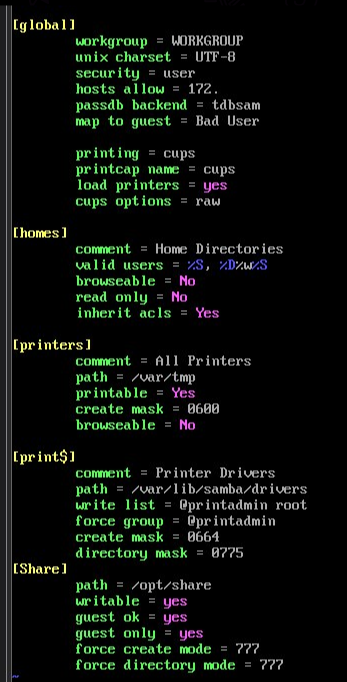 [global]
workgroup = WORKGROUP
unix charset = UTF-8
security = user
hosts allow = 172.
passdb backend = tdbsam
map to guest = Bad User
printing = cups
printcap name = cups
load printers = yes
cups options = raw
[homes]
comment = Home Directories
valid users = %S, %D%w%S
browseable = No
read only = No
inherit acls = Yes
[printers]
comment = All Printers
path = /var/tmp
printable = Yes
create mask = 0600
browseable = No
[print$]
comment = Printer Drivers
path = /var/lib/samba/drivers
write list = @printadmin root
force group = @printadmin
create mask = 0664
directory mask = 0775
[Share]
path = /opt/share
writable = yes
guest ok = yes
guest only = yes
force create mode = 777
force directory mode = 777
~